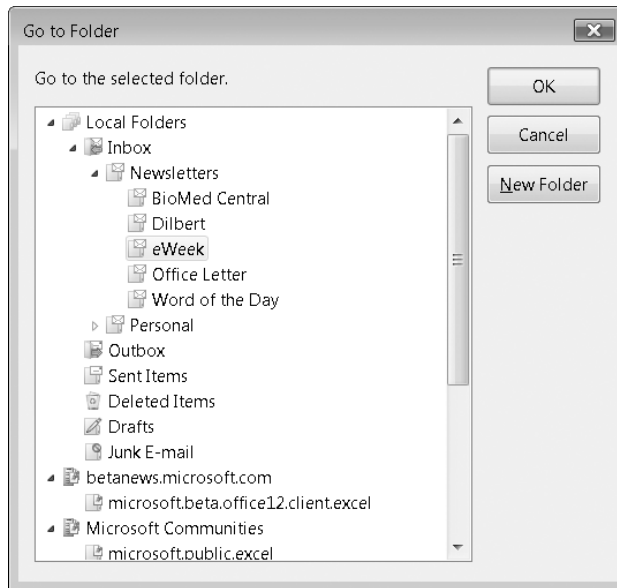 Go to Folder
Go to the selected folder.
OK
Cancel
New Folder
Local Folders
Inbox
Newsletters
BioMed Central
Dilbert
eWeek
Office Letter
Word of the Day
Personal
Outbox
Sent Items
Deleted Items
Drafts
Junk E-mail
betanews.microsoft.com
microsoft.beta.office12.client.excel
Microsoft Communities
microsoft.public.excel